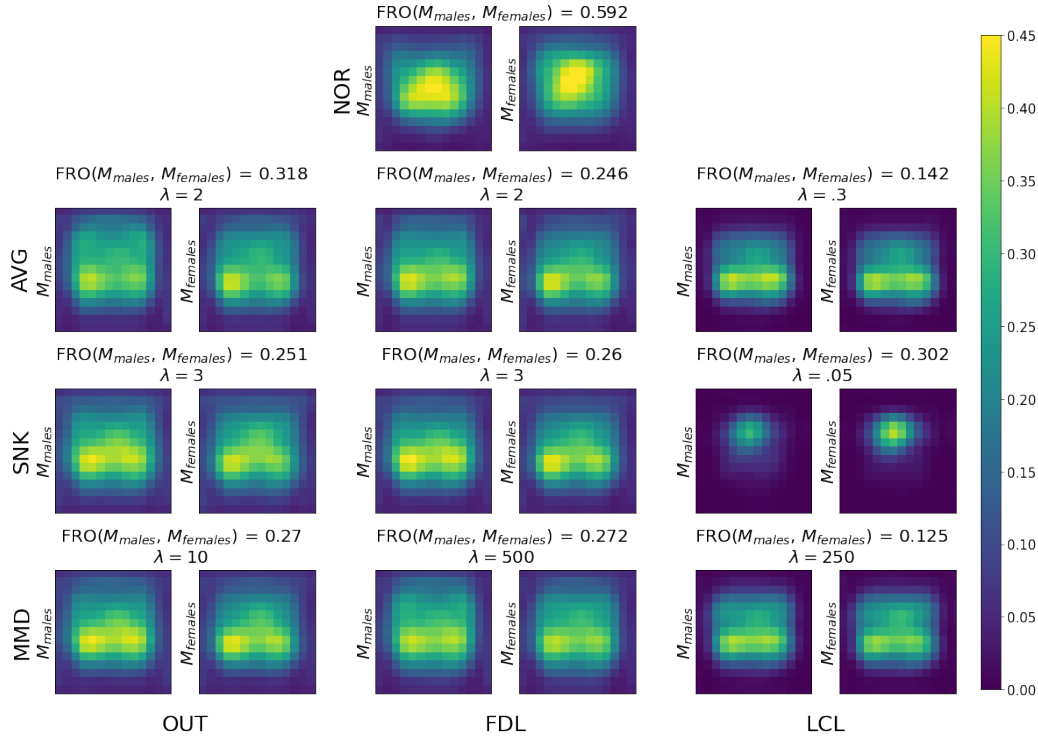 FRO(M_males, M_females) = 0.592
NOR
M_males
M_females
FRO(M_males, M_females) = 0.318
λ = 2
FRO(M_males, M_females) = 0.246
λ = 2
FRO(M_males, M_females) = 0.142
λ = .3
AVG
M_males
M_females
M_males
M_females
M_males
M_females
FRO(M_males, M_females) = 0.251
λ = 3
FRO(M_males, M_females) = 0.26
λ = 3
FRO(M_males, M_females) = 0.302
λ = .05
SNK
M_males
M_females
M_males
M_females
M_males
M_females
FRO(M_males, M_females) = 0.27
λ = 10
FRO(M_males, M_females) = 0.272
λ = 500
FRO(M_males, M_females) = 0.125
λ = 250
MMD
M_males
M_females
M_males
M_females
M_males
M_females
OUT
FDL
LCL
0.45
0.40
0.35
0.30
0.25
0.20
0.15
0.10
0.05
0.00